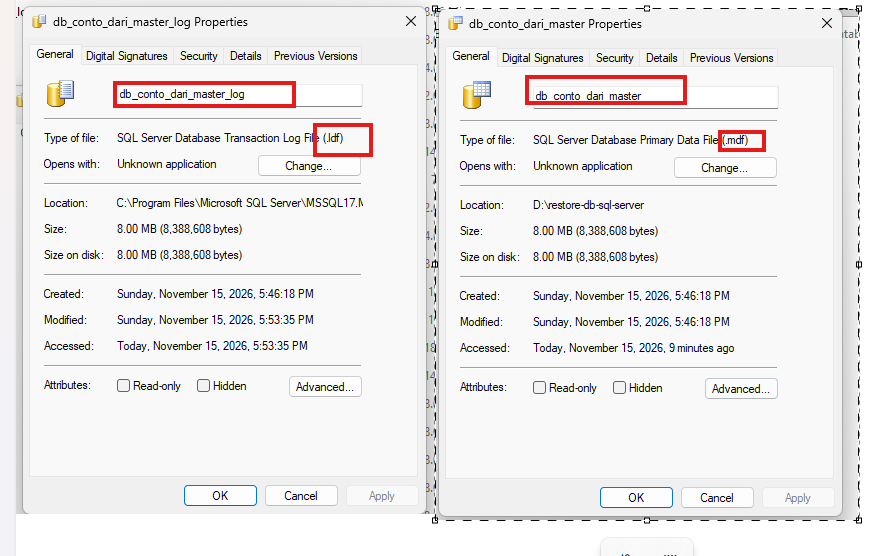 db_conto_dari_master_log Properties
General Digital Signatures Security Details Previous Versions
db_conto_dari_master_log
Type of file: SQL Server Database Transaction Log File (.ldf)
Opens with: Unknown application Change...
Location: C:\Program Files\Microsoft SQL Server\MSSQL17.M
Size: 8.00 MB (8,388,608 bytes)
Size on disk: 8.00 MB (8,388,608 bytes)
Created: Sunday, November 15, 2026, 5:46:18 PM
Modified: Sunday, November 15, 2026, 5:53:35 PM
Accessed: Today, November 15, 2026, 5:53:35 PM
Attributes: Read-only Hidden Advanced...
OK Cancel Apply
db_conto_dari_master Properties
General Digital Signatures Security Details Previous Versions
db_conto_dari_master
Type of file: SQL Server Database Primary Data File (.mdf)
Opens with: Unknown application Change...
Location: D:\restore-db-sql-server
Size: 8.00 MB (8,388,608 bytes)
Size on disk: 8.00 MB (8,388,608 bytes)
Created: Sunday, November 15, 2026, 5:46:18 PM
Modified: Sunday, November 15, 2026, 5:46:18 PM
Accessed: Today, November 15, 2026, 9 minutes ago
Attributes: Read-only Hidden Advanced...
OK Cancel Apply